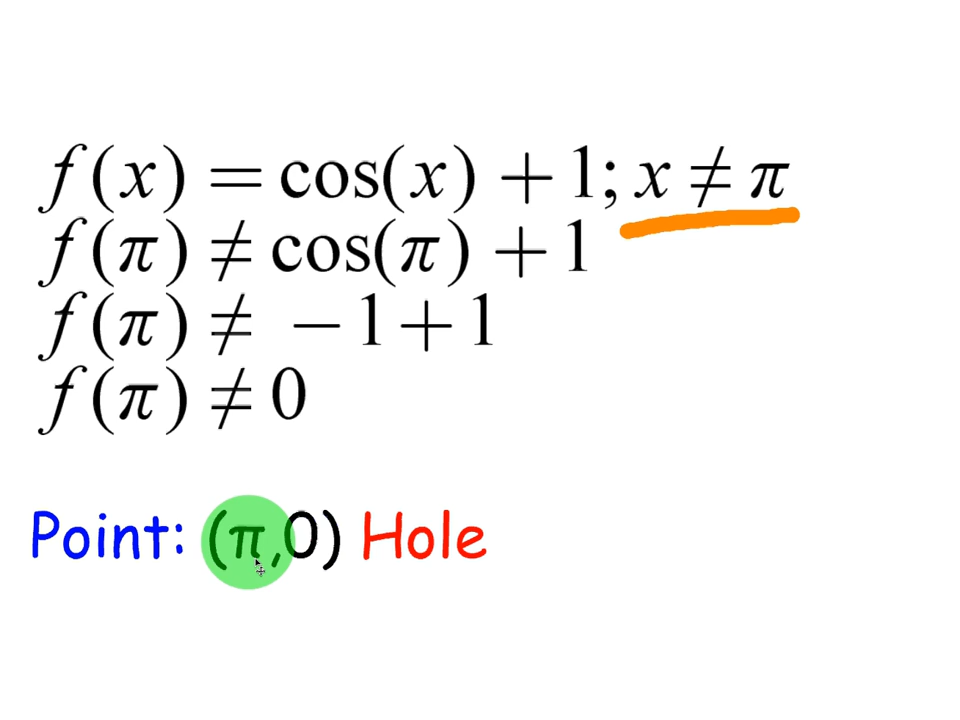 f(x) = cos(x) + 1; x ≠ π
f(π) ≠ cos(π) + 1
f(π) ≠ −1 + 1
f(π) ≠ 0
Point: (π,0) Hole